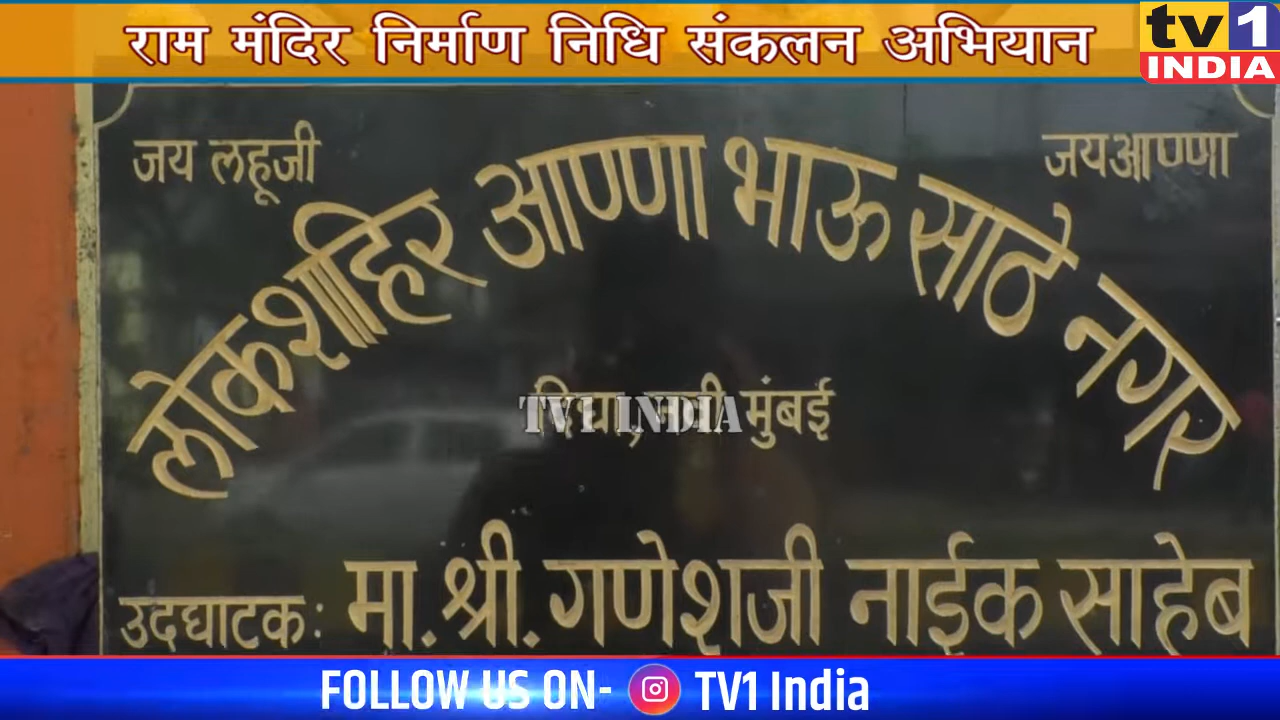 राम मंदिर निर्माण निधि संकलन अभियान
tv1
INDIA
जय लहूजी
जयआण्णा
लोकशाहिर आण्णा भाऊ साठे नगर
दिघा, नवी मुंबई
TV1 INDIA
उदघाटक: मा. श्री. गणेशजी नाईक साहेब
FOLLOW US ON- TV1 India